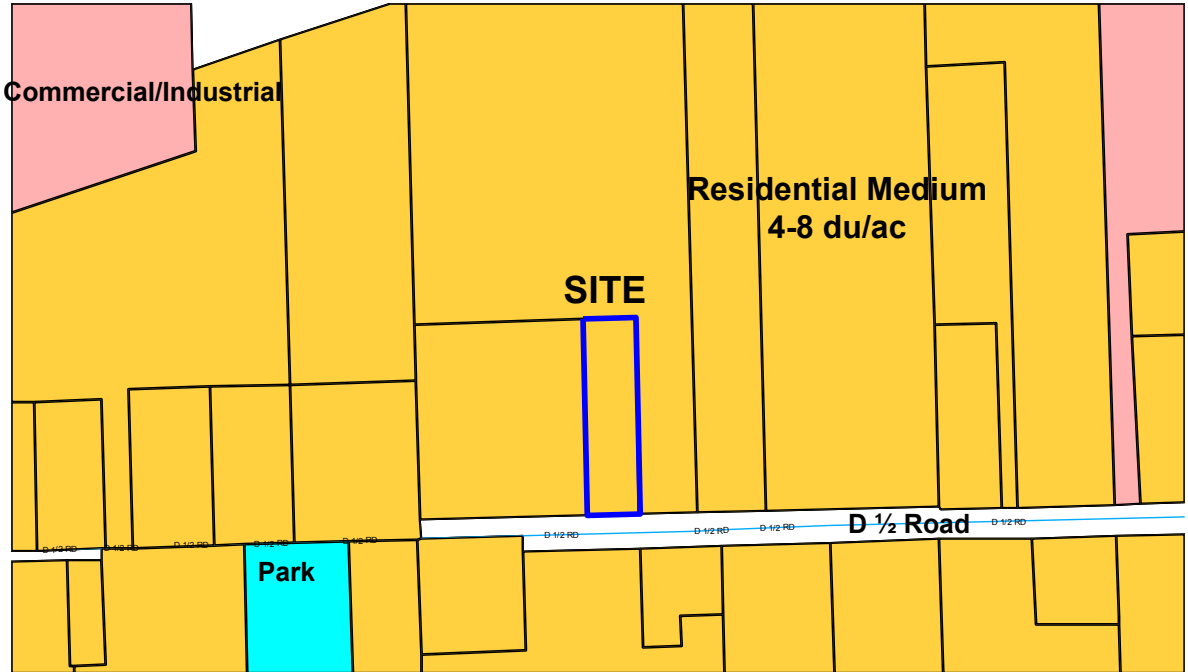 Commercial/Industrial
Residential Medium
4-8 du/ac
SITE
D ½ Road
D 1/2 RD
D 1/2 RD
D 1/2 RD
D 1/2 RD
D 1/2 RD
D 1/2 RD
D 1/2 RD
D 1/2 RD
D 1/2 RD
Park